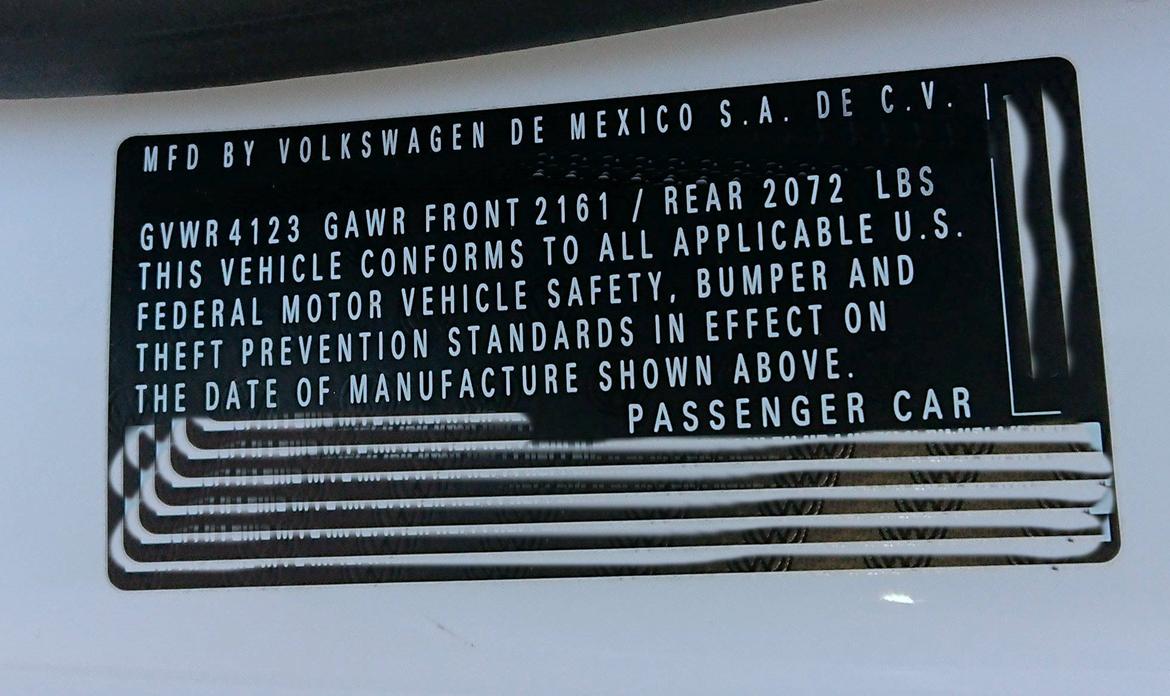 MFD BY VOLKSWAGEN DE MEXICO S.A. DE C.V.
GVWR 4123 GAWR FRONT 2161 / REAR 2072 LBS
THIS VEHICLE CONFORMS TO ALL APPLICABLE U.S.
FEDERAL MOTOR VEHICLE SAFETY, BUMPER AND
THEFT PREVENTION STANDARDS IN EFFECT ON
THE DATE OF MANUFACTURE SHOWN ABOVE.
PASSENGER CAR